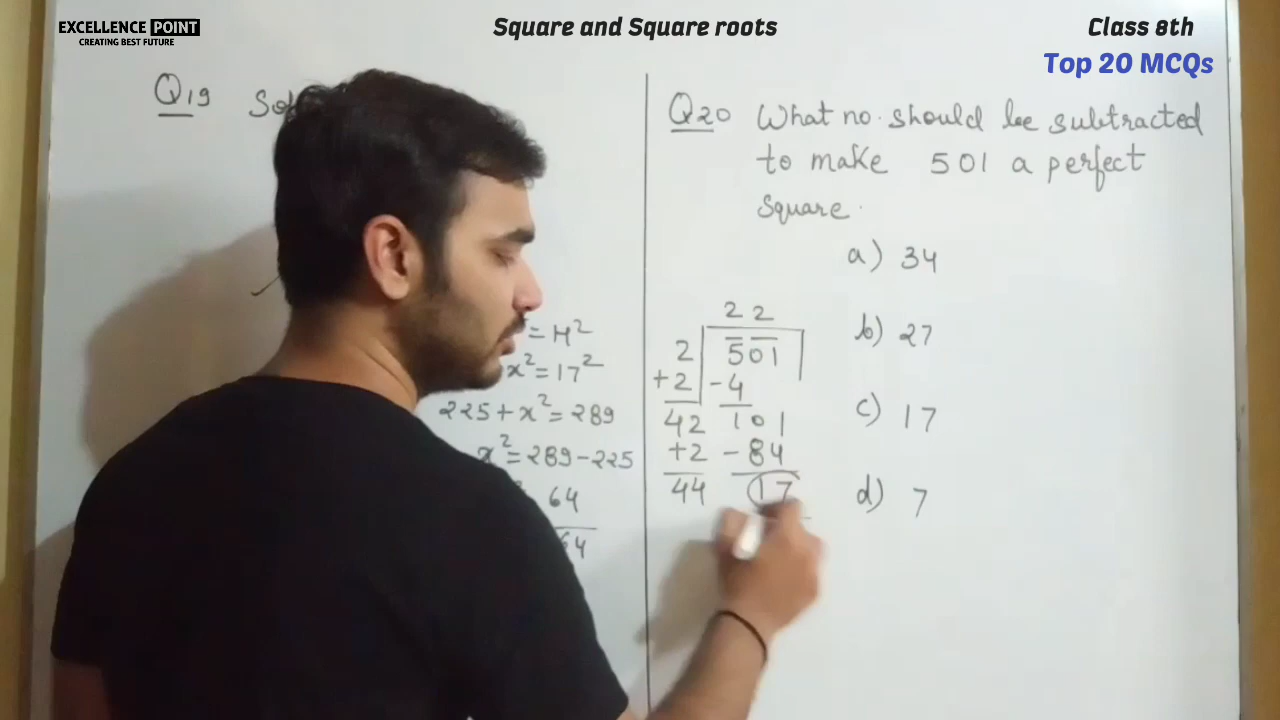 EXCELLENCE POINT
CREATING BEST FUTURE
Square and Square roots
Class 8th
Top 20 MCQs
Q19
= H²
x² = 17²
225 + x² = 289
x² = 289 - 225
64
64
Q20 What no. should be subtracted
to make 501 a perfect
square.
a) 34
b) 27
c) 17
d) 7
22
2 501
+2 -4
42 101
+2 -84
44 17